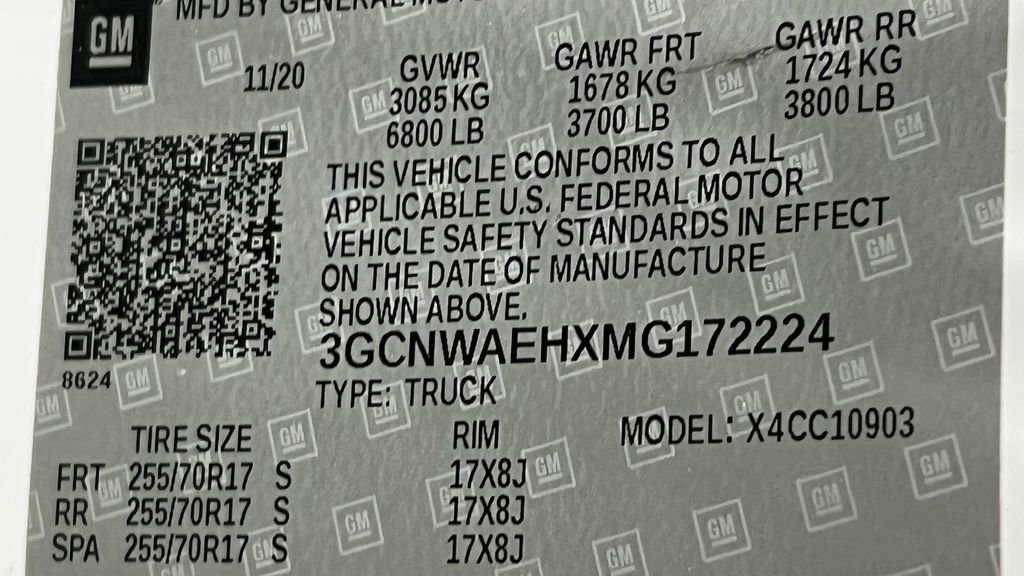 GM
MFD BY GENERAL
11/20
GVWR GAWR FRT GAWR RR
3085 KG 1678 KG 1724 KG
6800 LB 3700 LB 3800 LB
THIS VEHICLE CONFORMS TO ALL
APPLICABLE U.S. FEDERAL MOTOR
VEHICLE SAFETY STANDARDS IN EFFECT
ON THE DATE OF MANUFACTURE
SHOWN ABOVE.
3GCNWAEHXMG172224
8624
TYPE: TRUCK
TIRE SIZE RIM MODEL: X4CC10903
FRT 255/70R17 S 17X8J
RR 255/70R17 S 17X8J
SPA 255/70R17 S 17X8J